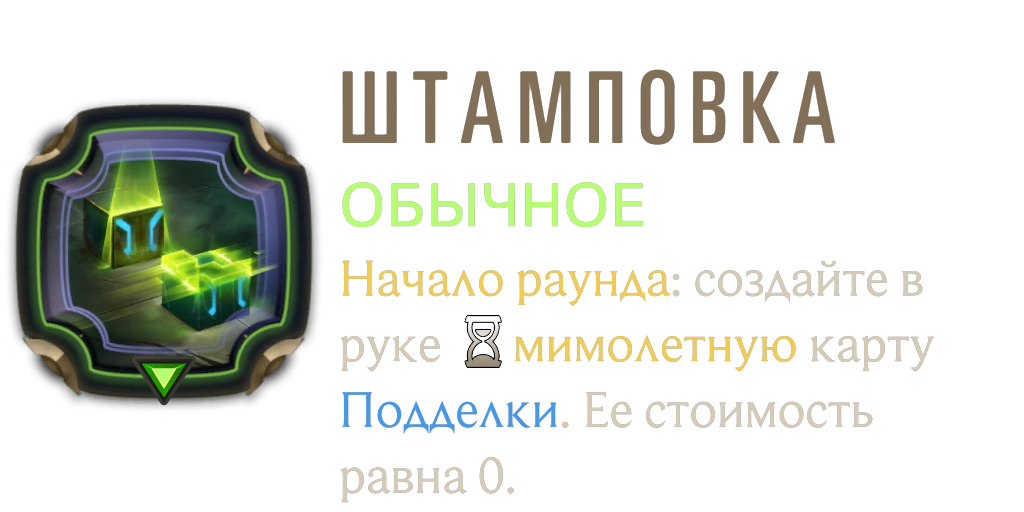 ШТАМПОВКА
ОБЫЧНОЕ
Начало раунда: создайте в
руке мимолетную карту
Подделки. Ее стоимость
равна 0.